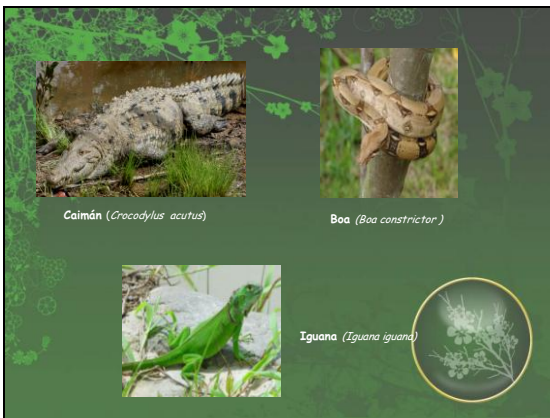 Caimán (Crocodylus acutus)
Boa (Boa constrictor )
Iguana (Iguana iguana)